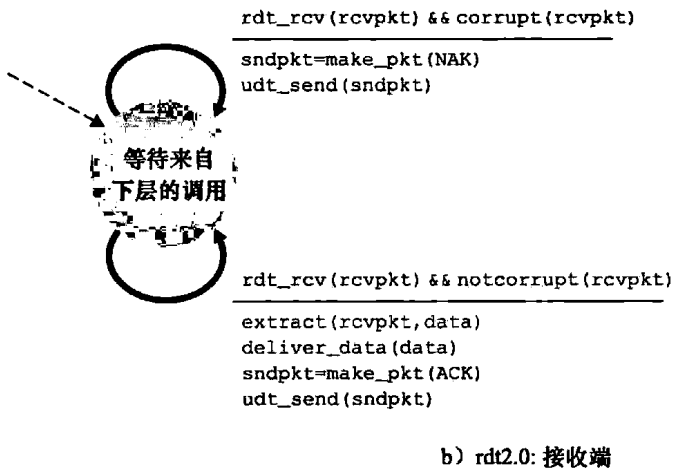 rdt_rcv(rcvpkt) && corrupt(rcvpkt)
sndpkt=make_pkt(NAK)
udt_send(sndpkt)
等待来自
下层的调用
rdt_rcv(rcvpkt) && notcorrupt(rcvpkt)
extract(rcvpkt,data)
deliver_data(data)
sndpkt=make_pkt(ACK)
udt_send(sndpkt)
b）rdt2.0: 接收端